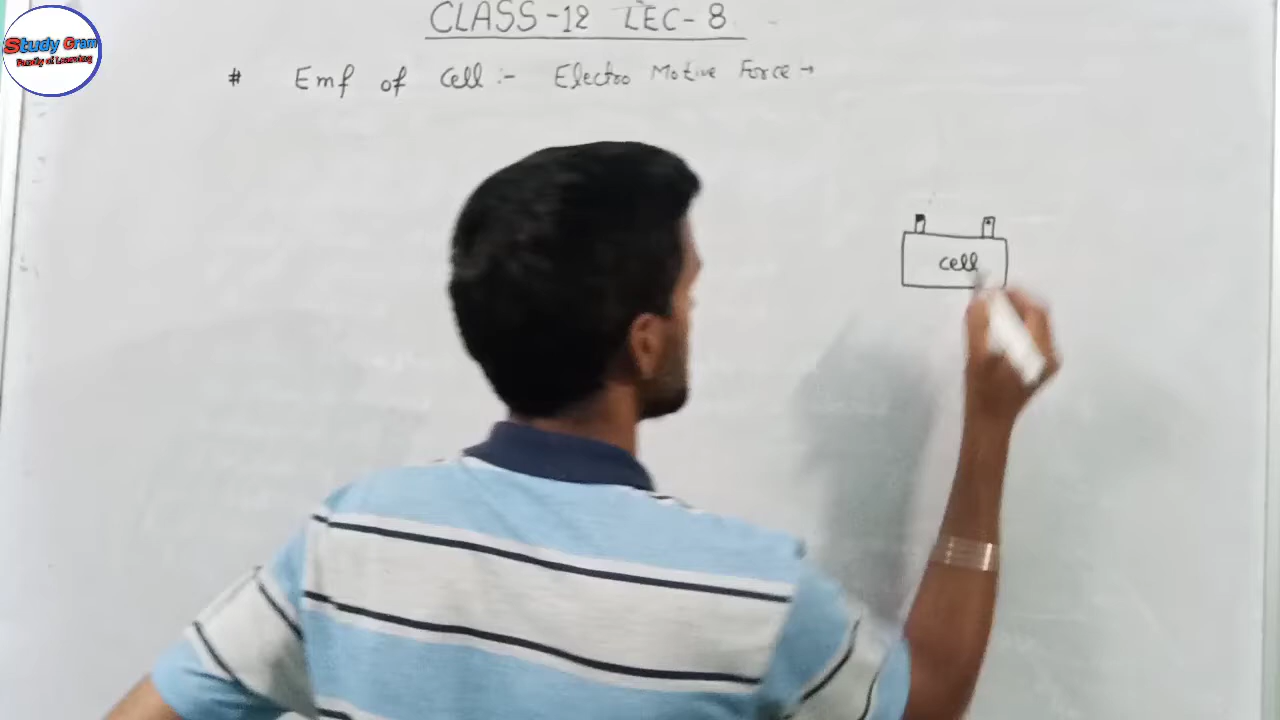 Study Gram
Family of Learning
CLASS-12 LEC-8
# Emf of Cell :- Electro Motive Force →
cell